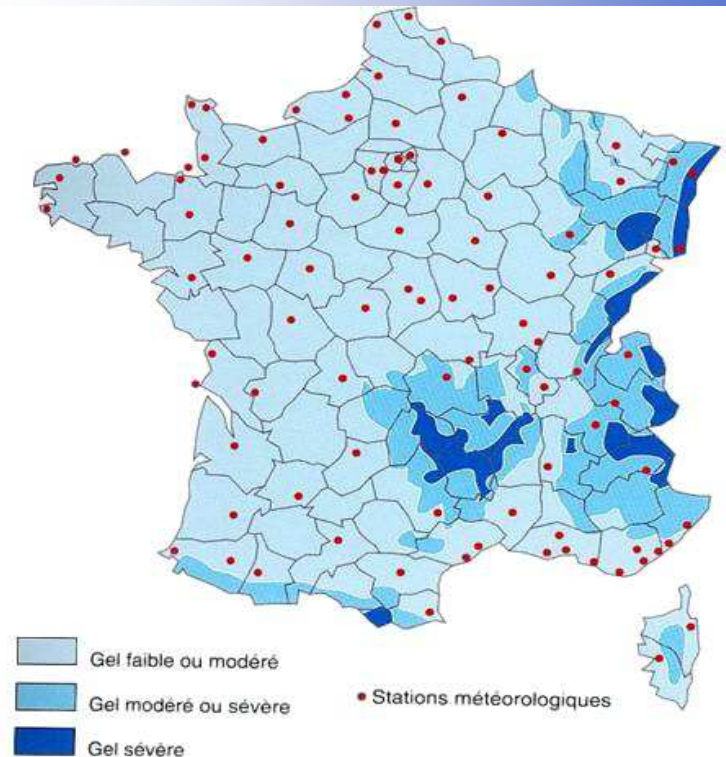 Gel faible ou modéré
Gel modéré ou sévère
Stations météorologiques
Gel sévère